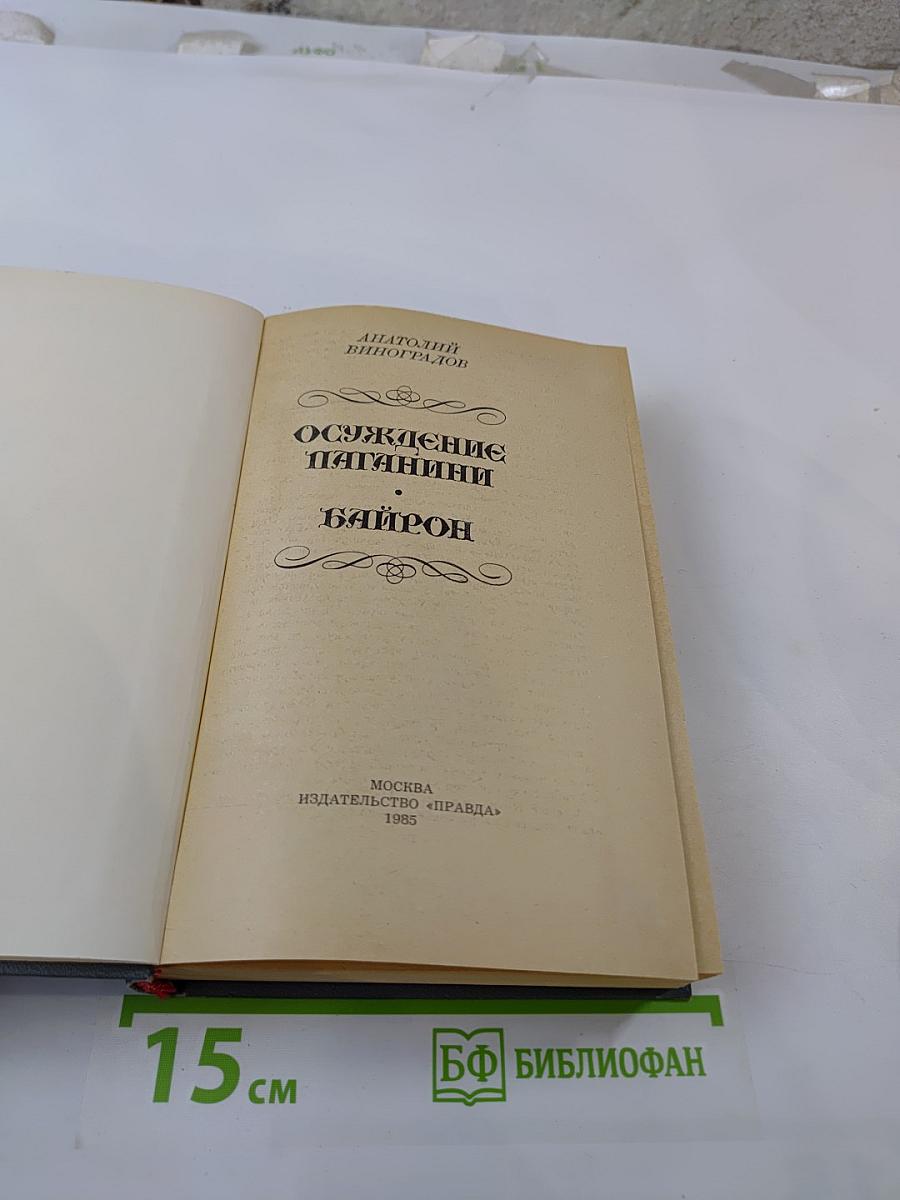 АНАТОЛИЙ
ВИНОГРАДОВ
ОСУЖДЕНИЕ
ПАГАНИНИ
•
БАЙРОН
МОСКВА
ИЗДАТЕЛЬСТВО «ПРАВДА»
1985
15 см
БФ БИБЛИОФАН